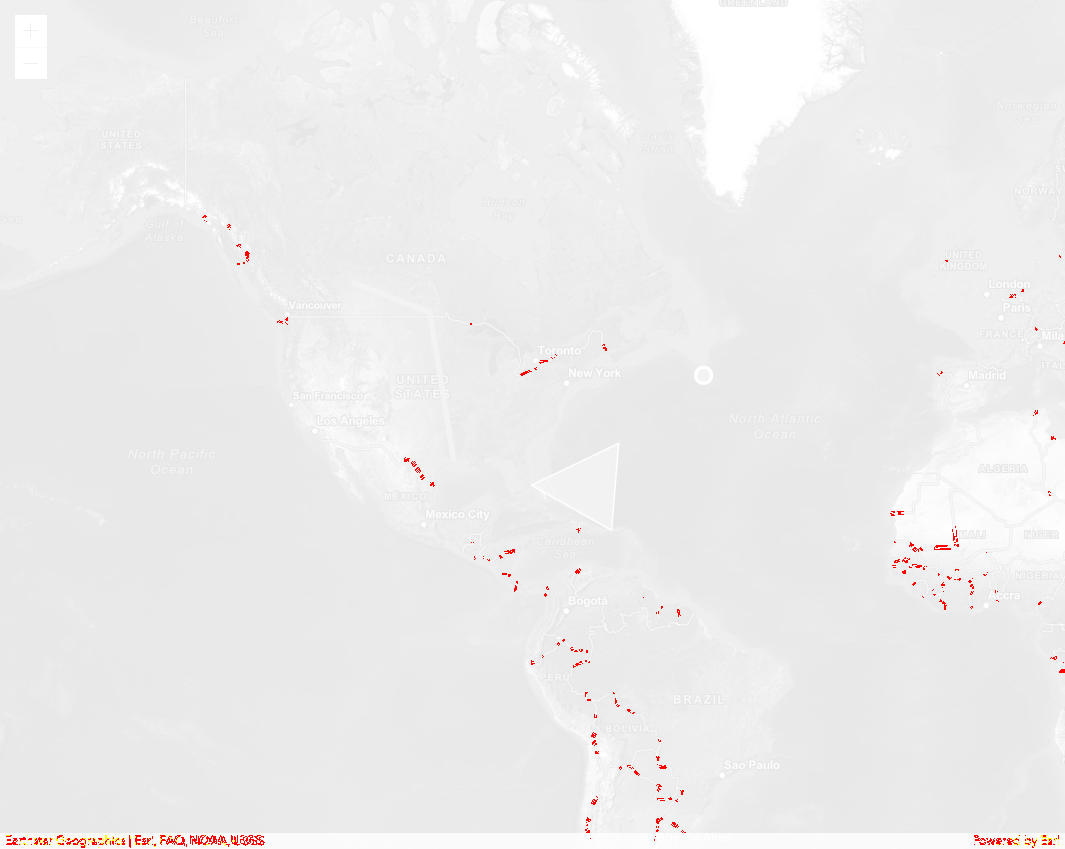 GREENLAND
Beaufort
Sea
Norwegian
Sea
UNITED
STATES
NORWAY
Hudson
Bay
Gulf of
Alaska
CANADA
UNITED
KINGDOM
London
Vancouver
Paris
FRANCE
Toronto
Mila
ITAL
New York
Madrid
UNITED
STATES
San Francisco
Los Angeles
North Atlantic
Ocean
North Pacific
Ocean
ALGERIA
MEXICO
Mexico City
MALI
NIGER
Caribbean
Sea
NIGERIA
Accra
Bogotá
PERU
BRAZIL
BOLIVIA
Sao Paulo
Earthstar Geographics | Esri, FAO, NOAA, USGS
Powered by Esri